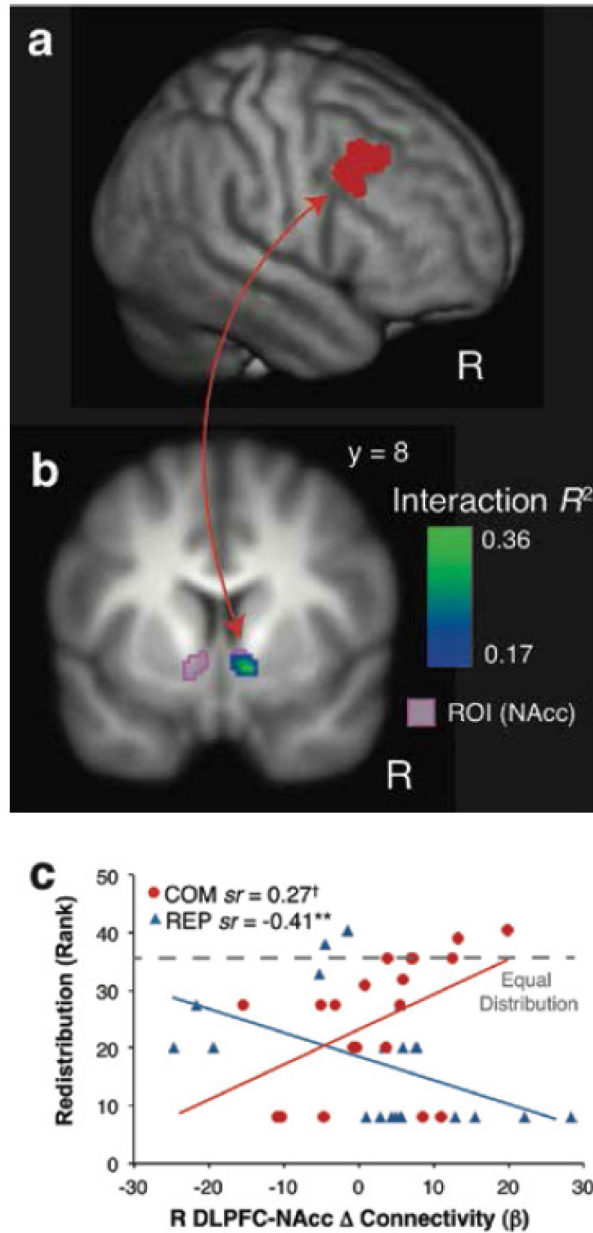 a
R
b
y = 8
Interaction R²
0.36
0.17
ROI (NAcc)
R
c
COM sr = 0.27†
REP sr = -0.41**
Equal
Distribution
Redistribution (Rank)
50
40
30
20
10
0
-30 -20 -10 0 10 20 30
R DLPFC-NAcc Δ Connectivity (β)